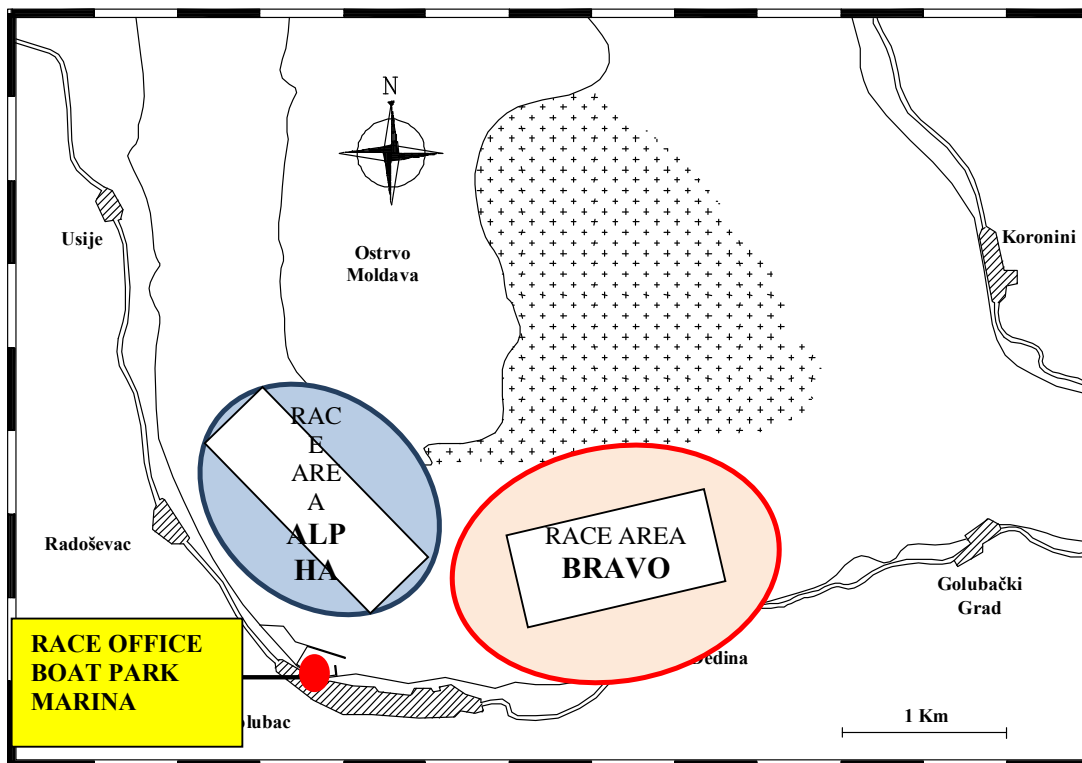 N
Usije
Ostrvo
Moldava
Koronini
RAC
E
ARE
A
ALP
HA
RACE AREA
BRAVO
Radoševac
Golubački
Grad
RACE OFFICE
BOAT PARK
MARINA
Dedina
olubac
1 Km